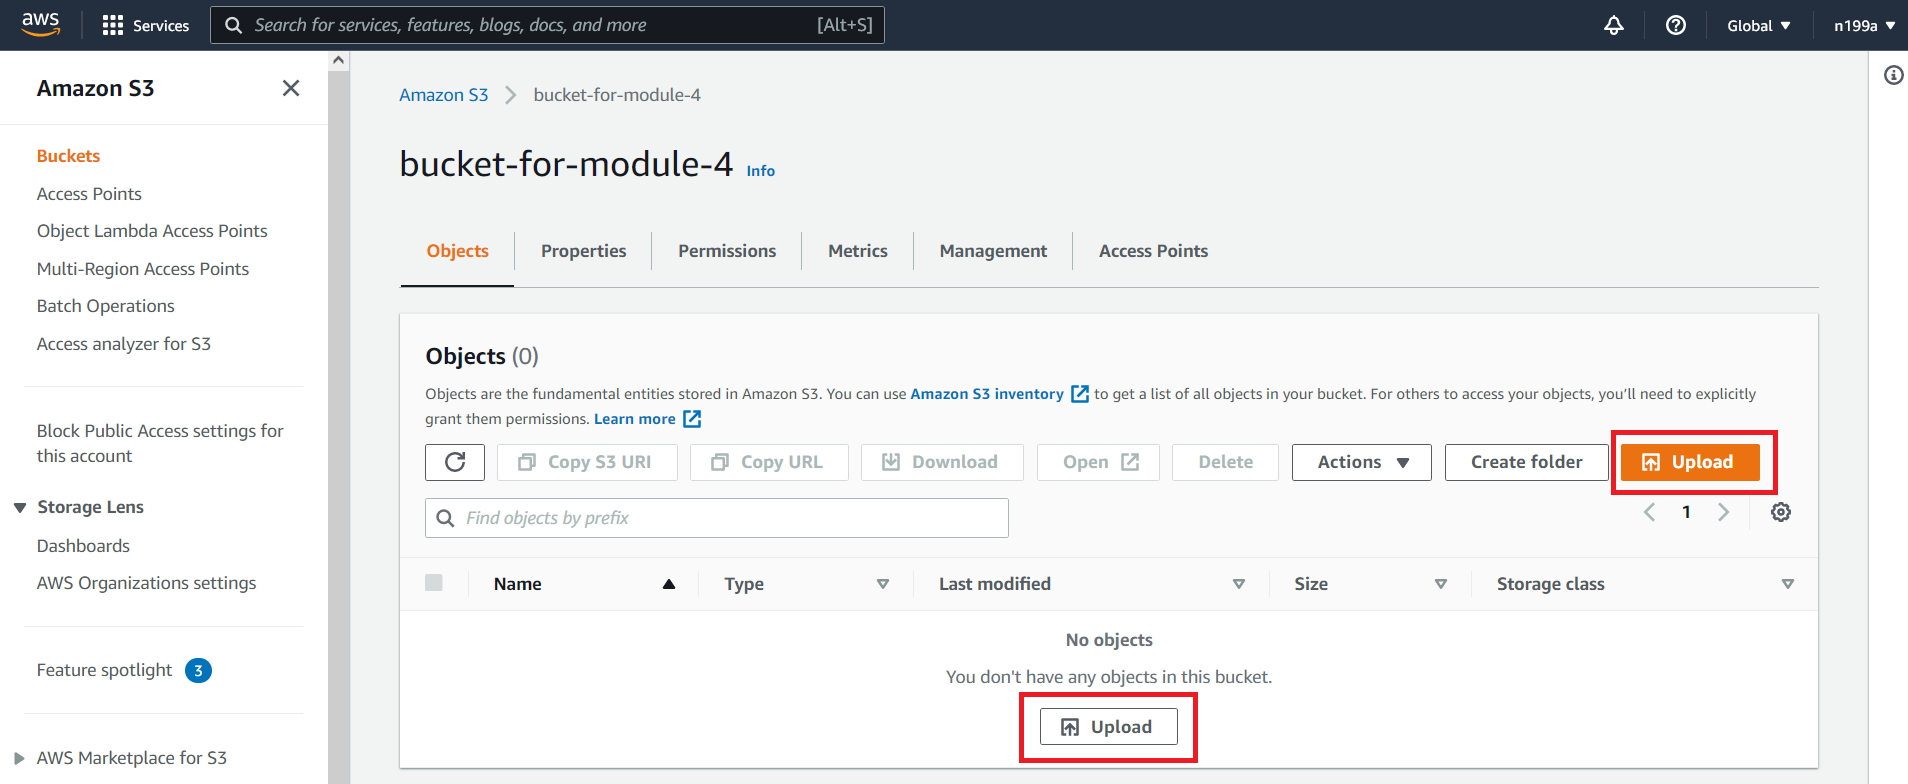 aws
Services
Search for services, features, blogs, docs, and more
[Alt+S]
Global
n199a
Amazon S3
Buckets
Access Points
Object Lambda Access Points
Multi-Region Access Points
Batch Operations
Access analyzer for S3
Block Public Access settings for
this account
Storage Lens
Dashboards
AWS Organizations settings
Feature spotlight 3
AWS Marketplace for S3
Amazon S3 > bucket-for-module-4
bucket-for-module-4 Info
Objects Properties Permissions Metrics Management Access Points
Objects (0)
Objects are the fundamental entities stored in Amazon S3. You can use Amazon S3 inventory to get a list of all objects in your bucket. For others to access your objects, you’ll need to explicitly
grant them permissions. Learn more
Copy S3 URI Copy URL Download Open Delete Actions Create folder Upload
Find objects by prefix
1
Name Type Last modified Size Storage class
No objects
You don't have any objects in this bucket.
Upload